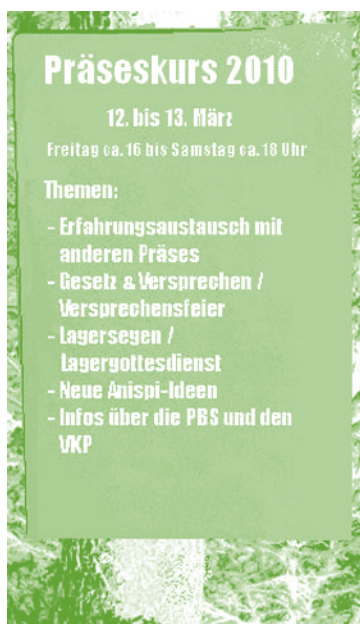 Präseskurs 2010
12. bis 13. März
Freitag ca. 16 bis Samstag ca. 18 Uhr
Themen:
- Erfahrungsaustausch mit
anderen Präses
- Gesetz & Versprechen /
Versprechensfeier
- Lagersegen /
Lagergottesdienst
- Neue Anispi-Ideen
- Infos über die PBS und den
VKP